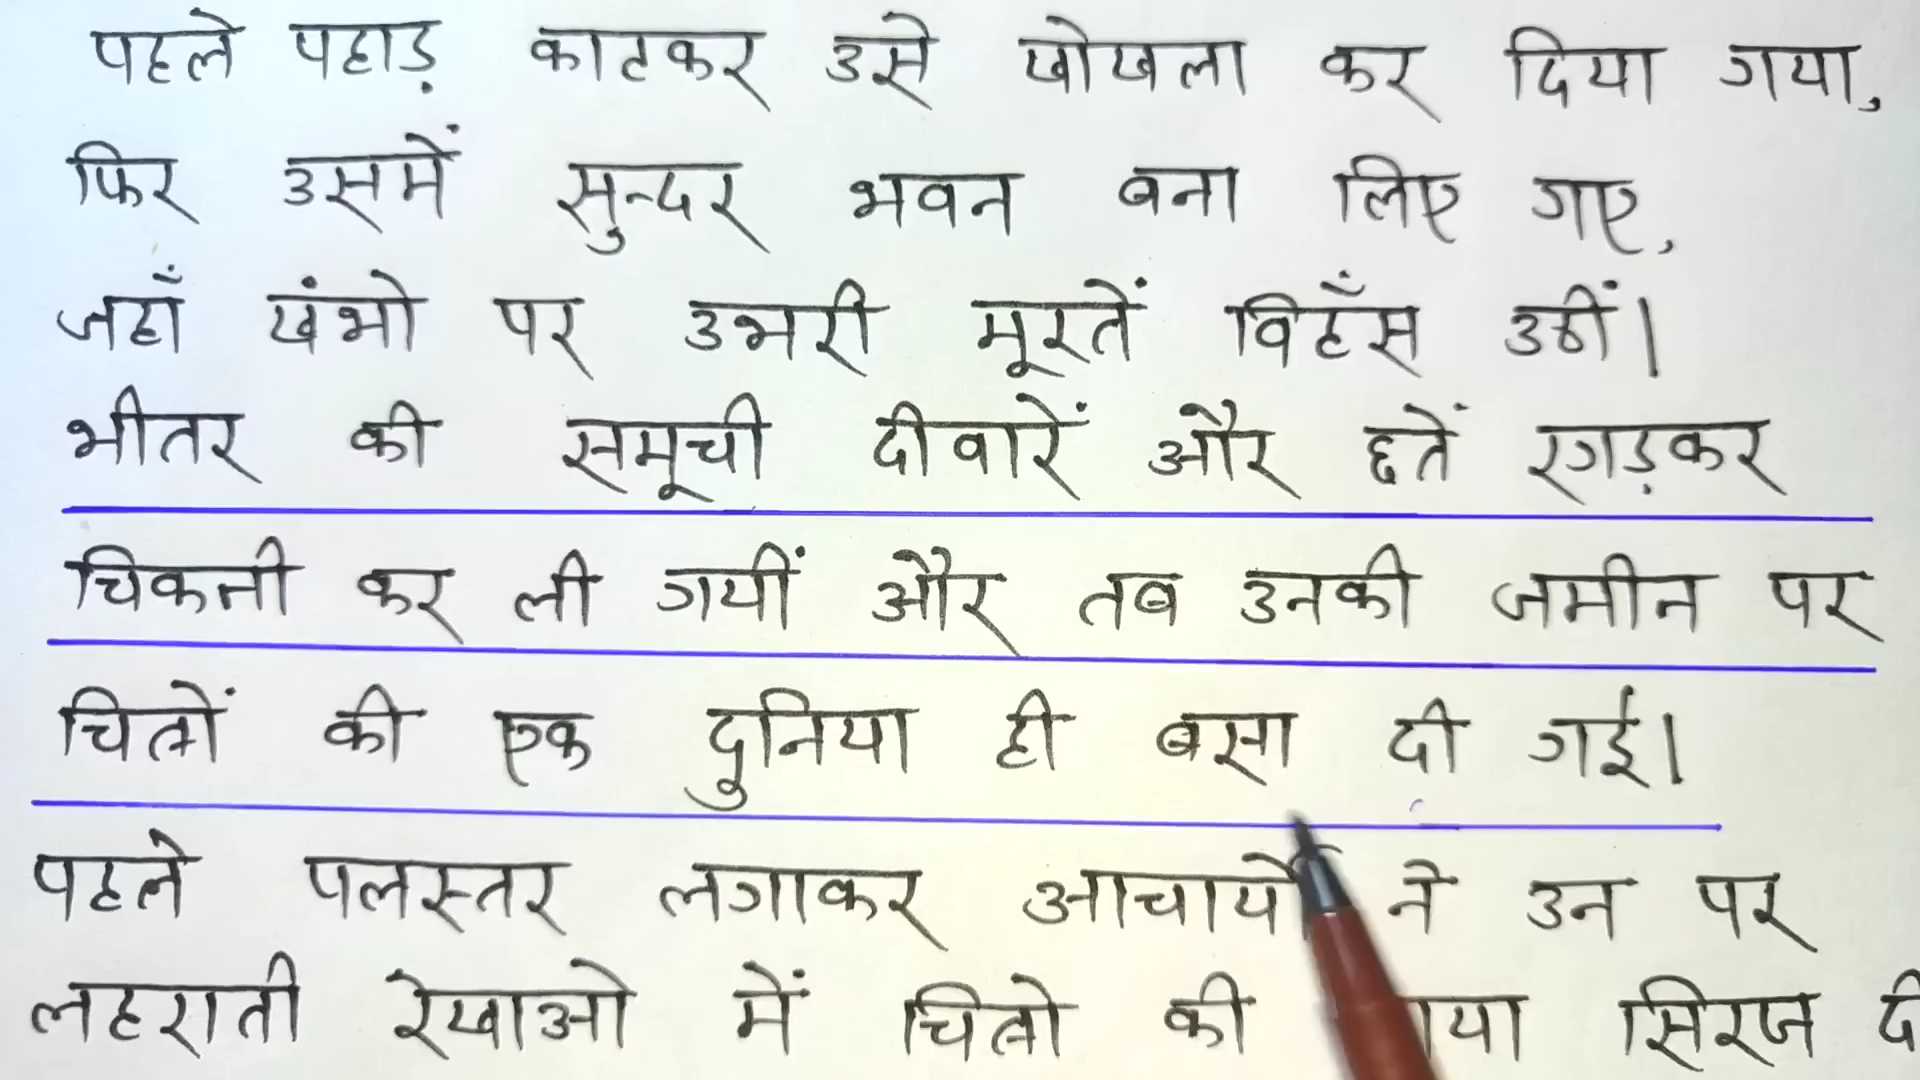 पहले पहाड़ काटकर उसे खोखला कर दिया गया,
फिर उसमें सुन्दर भवन बना लिए गए,
जहाँ खंभो पर उभरी मूरतें विहँस उठीं।
भीतर की समूची दीवारें और छतें रगड़कर
चिकनी कर ली गयीं और तब उनकी जमीन पर
चित्रों की एक दुनिया ही बसा दी गई।
पहले पलस्तर लगाकर आचार्यो ने उन पर
लहराती रेखाओ में चित्रो की सिरज दी